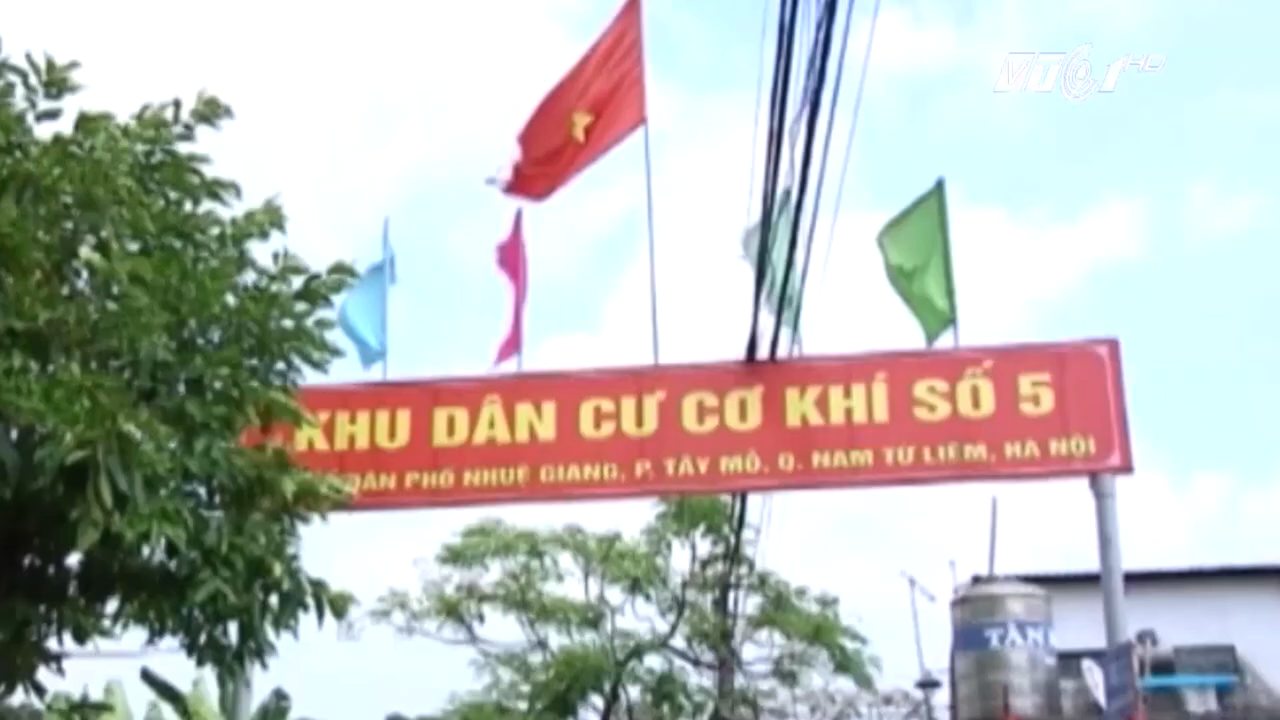 VTC1 HD
KHU DÂN CƯ CƠ KHÍ SỐ 5
DÂN PHỐ NHUỆ GIANG, P. TÂY MỖ, Q. NAM TỪ LIÊM, HÀ NỘI
TÂN